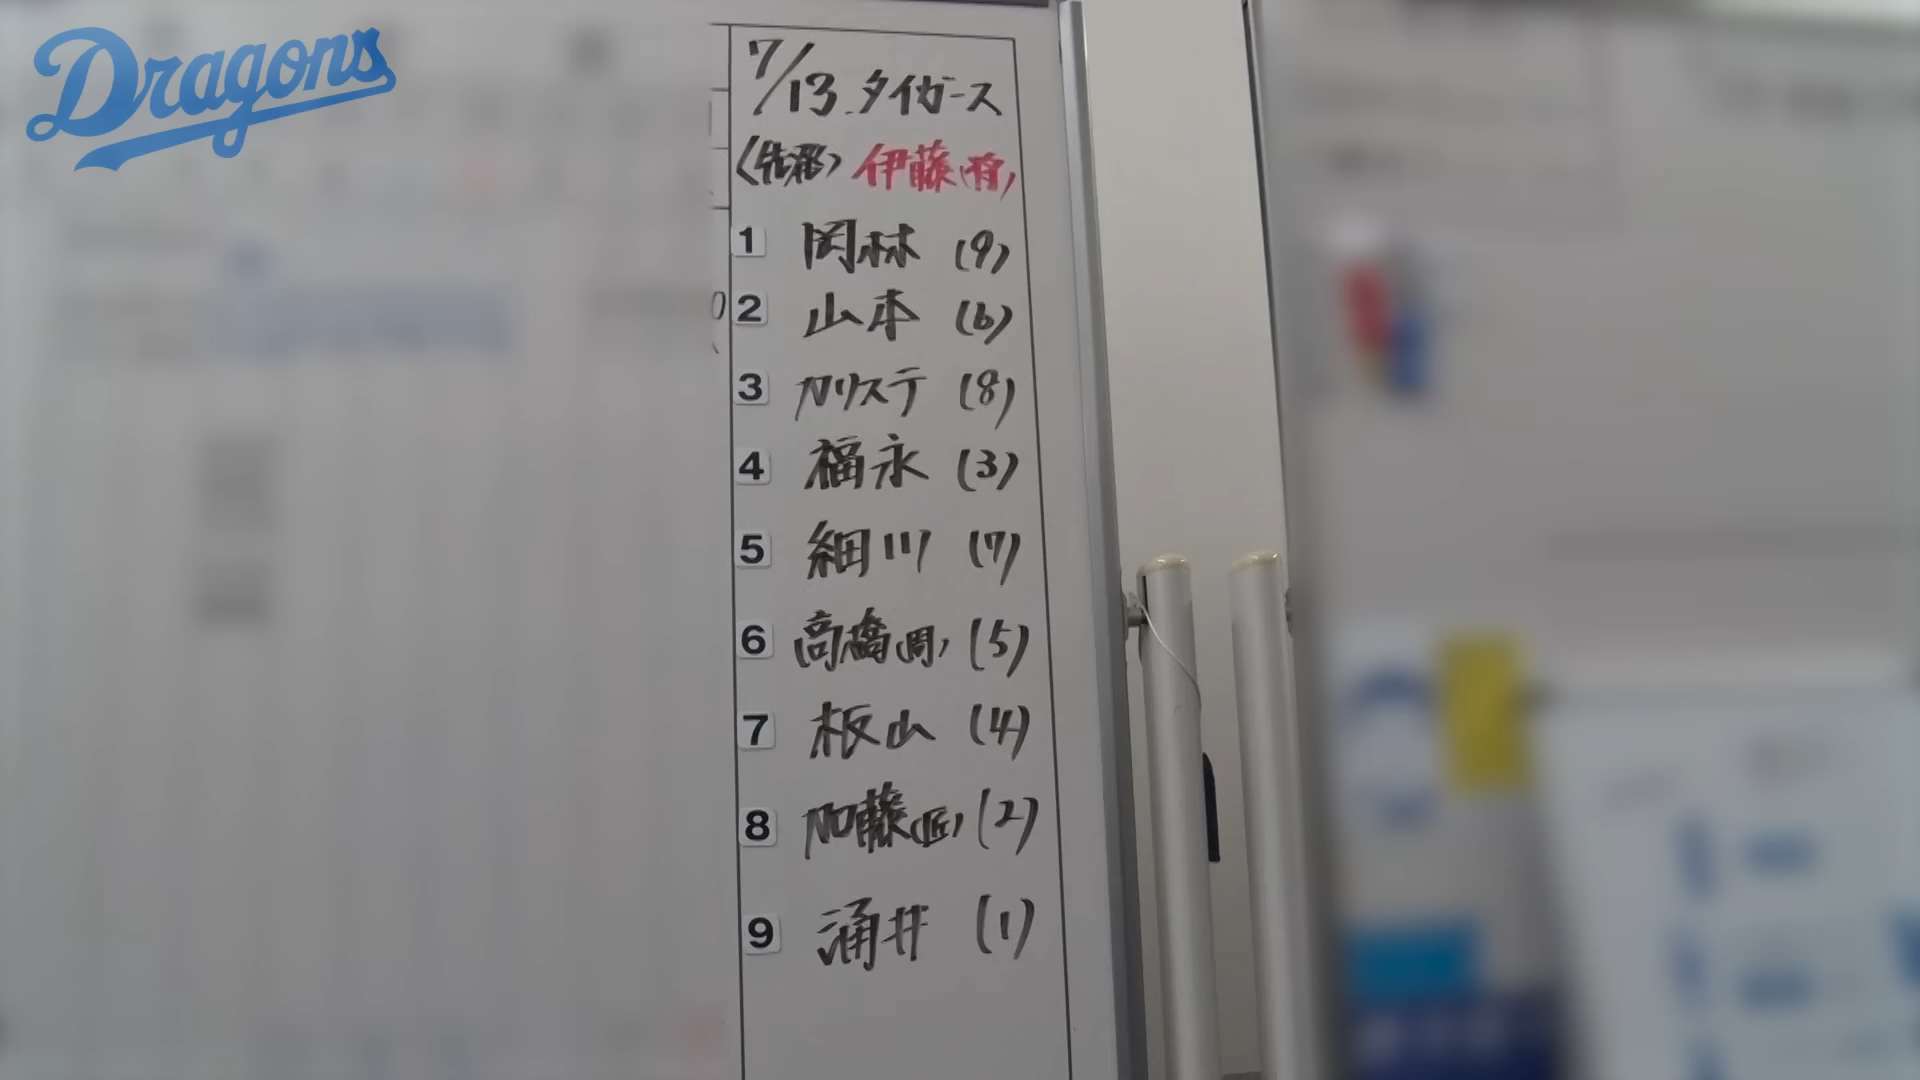 Dragons
7/13 タイガース
(佐發) 伊藤(将)
1 岡林 (9)
2 山本 (6)
3 カリステ (8)
4 福永 (3)
5 細川 (7)
6 高橋(周) (5)
7 板山 (4)
8 加藤(匠) (2)
9 涌井 (1)